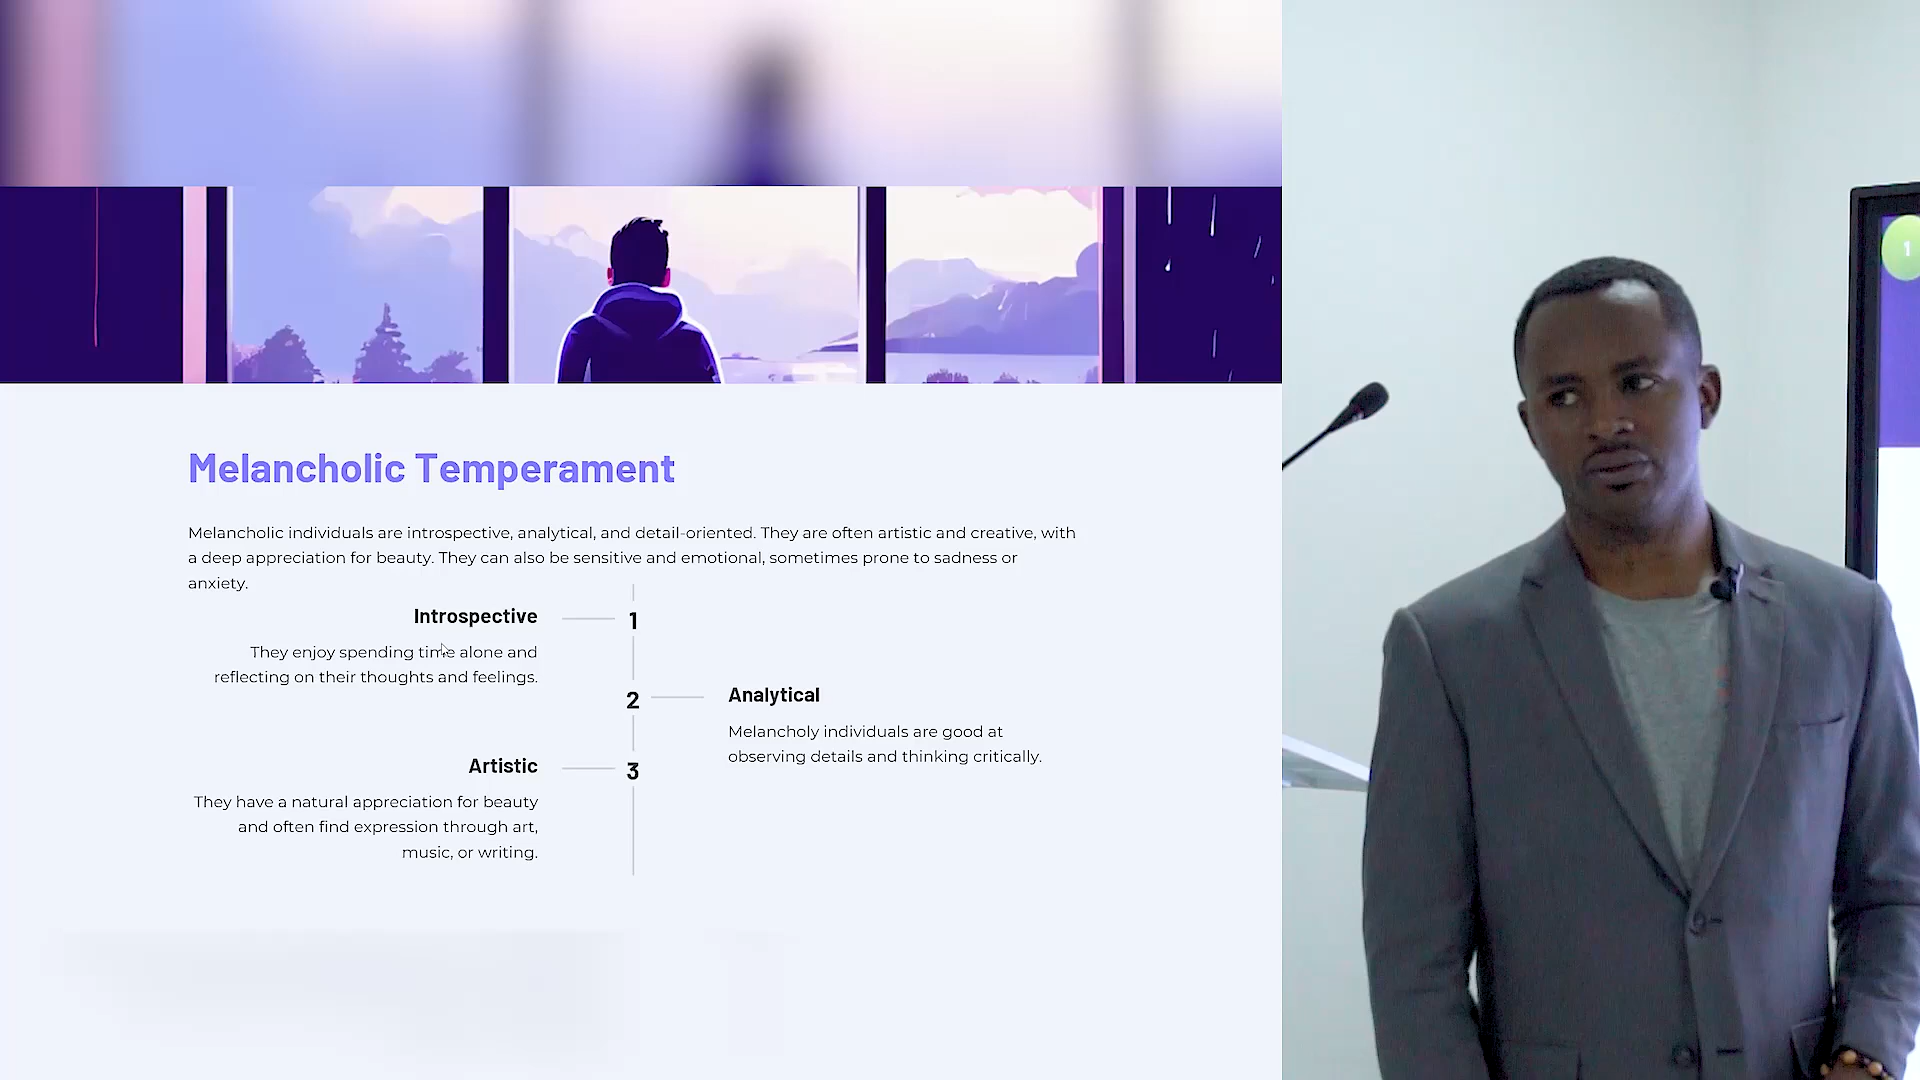 Melancholic Temperament
Melancholic individuals are introspective, analytical, and detail-oriented. They are often artistic and creative, with
a deep appreciation for beauty. They can also be sensitive and emotional, sometimes prone to sadness or
anxiety.
Introspective
1
They enjoy spending time alone and
reflecting on their thoughts and feelings.
2
Analytical
Melancholy individuals are good at
observing details and thinking critically.
Artistic
3
They have a natural appreciation for beauty
and often find expression through art,
music, or writing.
1